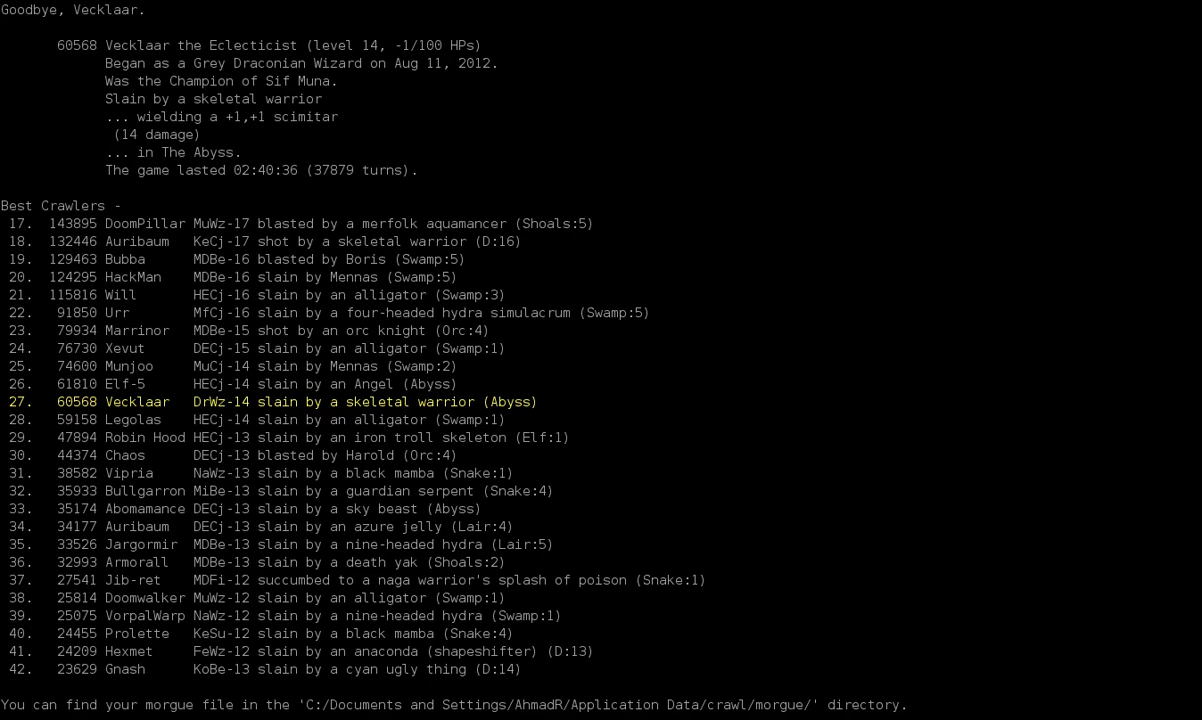 Goodbye, Vecklaar.
60568 Vecklaar the Eclecticist (level 14, -1/100 HPs)
Began as a Grey Draconian Wizard on Aug 11, 2012.
Was the Champion of Sif Muna.
Slain by a skeletal warrior
... wielding a +1,+1 scimitar
(14 damage)
... in The Abyss.
The game lasted 02:40:36 (37879 turns).
Best Crawlers -
17. 143895 DoomPillar MuWz-17 blasted by a merfolk aquamancer (Shoals:5)
18. 132446 Auribaum KeCj-17 shot by a skeletal warrior (D:16)
19. 129463 Bubba MDBe-16 blasted by Boris (Swamp:5)
20. 124295 HackMan MDBe-16 slain by Mennas (Swamp:5)
21. 115816 Will HECj-16 slain by an alligator (Swamp:3)
22. 91850 Urr MfCj-16 slain by a four-headed hydra simulacrum (Swamp:5)
23. 79934 Marrinor MDBe-15 shot by an orc knight (Orc:4)
24. 76730 Xevut DECj-15 slain by an alligator (Swamp:1)
25. 74600 Munjoo MuCj-14 slain by Mennas (Swamp:2)
26. 61810 Elf-5 HECj-14 slain by an Angel (Abyss)
27. 60568 Vecklaar DrWz-14 slain by a skeletal warrior (Abyss)
28. 59158 Legolas HECj-14 slain by an alligator (Swamp:1)
29. 47894 Robin Hood HECj-13 slain by an iron troll skeleton (Elf:1)
30. 44374 Chaos DECj-13 blasted by Harold (Orc:4)
31. 38582 Vipria NaWz-13 slain by a black mamba (Snake:1)
32. 35933 Bullgarron MiBe-13 slain by a guardian serpent (Snake:4)
33. 35174 Abomamance DECj-13 slain by a sky beast (Abyss)
34. 34177 Auribaum DECj-13 slain by an azure jelly (Lair:4)
35. 33526 Jargormir MDBe-13 slain by a nine-headed hydra (Lair:5)
36. 32993 Armorall MDBe-13 slain by a death yak (Shoals:2)
37. 27541 Jib-ret MDFi-12 succumbed to a naga warrior's splash of poison (Snake:1)
38. 25814 Doomwalker MuWz-12 slain by an alligator (Swamp:1)
39. 25075 VorpalWarp NaWz-12 slain by a nine-headed hydra (Swamp:1)
40. 24455 Prolette KeSu-12 slain by a black mamba (Snake:4)
41. 24209 Hexmet FeWz-12 slain by an anaconda (shapeshifter) (D:13)
42. 23629 Gnash KoBe-13 slain by a cyan ugly thing (D:14)
You can find your morgue file in the 'C:/Documents and Settings/AhmadR/Application Data/crawl/morgue/' directory.